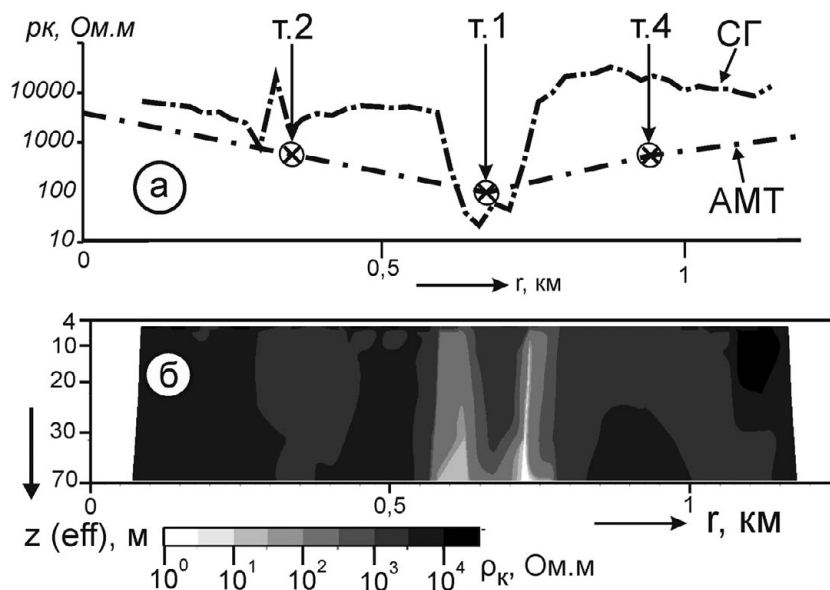 ρк, Ом.м
т.2 т.1 т.4 СГ
10000
1000
100
10
а
АМТ
0 0,5 1
r, км
4
10
20
30
70
б
0 0,5 1
z (eff), м
r, км
10⁰ 10¹ 10² 10³ 10⁴ ρк, Ом.м